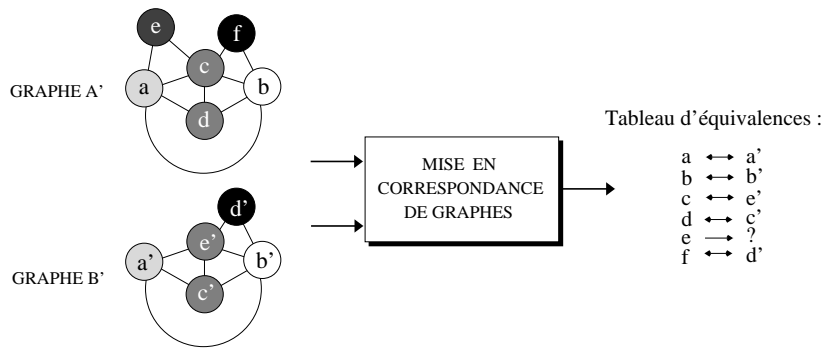 e
f
c
GRAPHE A’
a
b
d
Tableau d’équivalences :
MISE EN
CORRESPONDANCE
DE GRAPHES
a a’
b b’
c e’
d c’
e ?
f d’
d’
e’
a’
b’
GRAPHE B’
c’